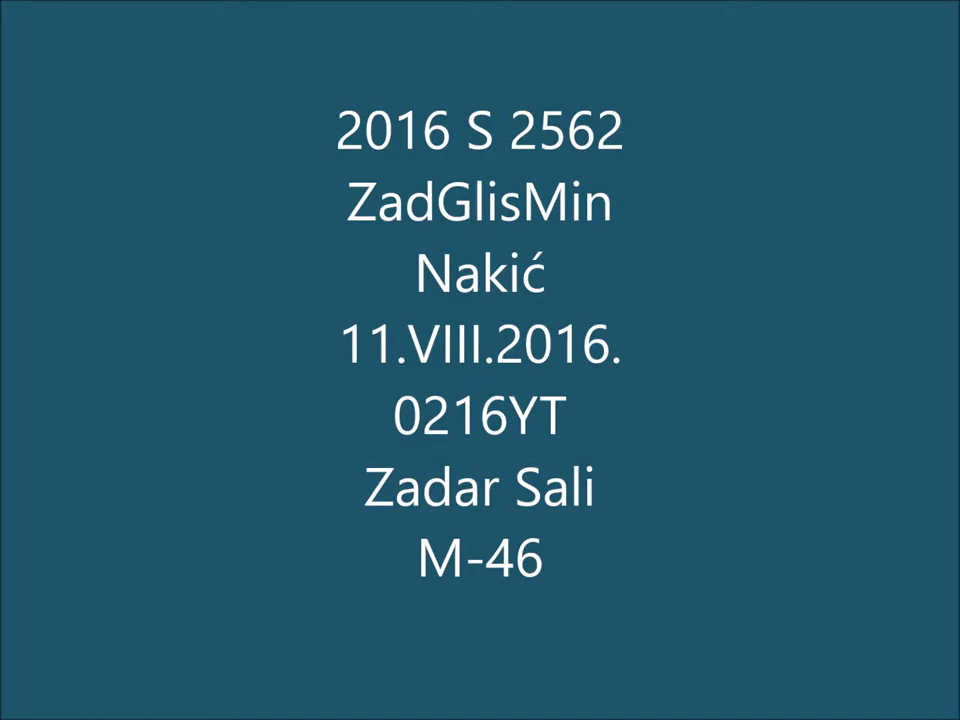 2016 S 2562
ZadGlisMin
Nakić
11.VIII.2016.
0216YT
Zadar Sali
M-46